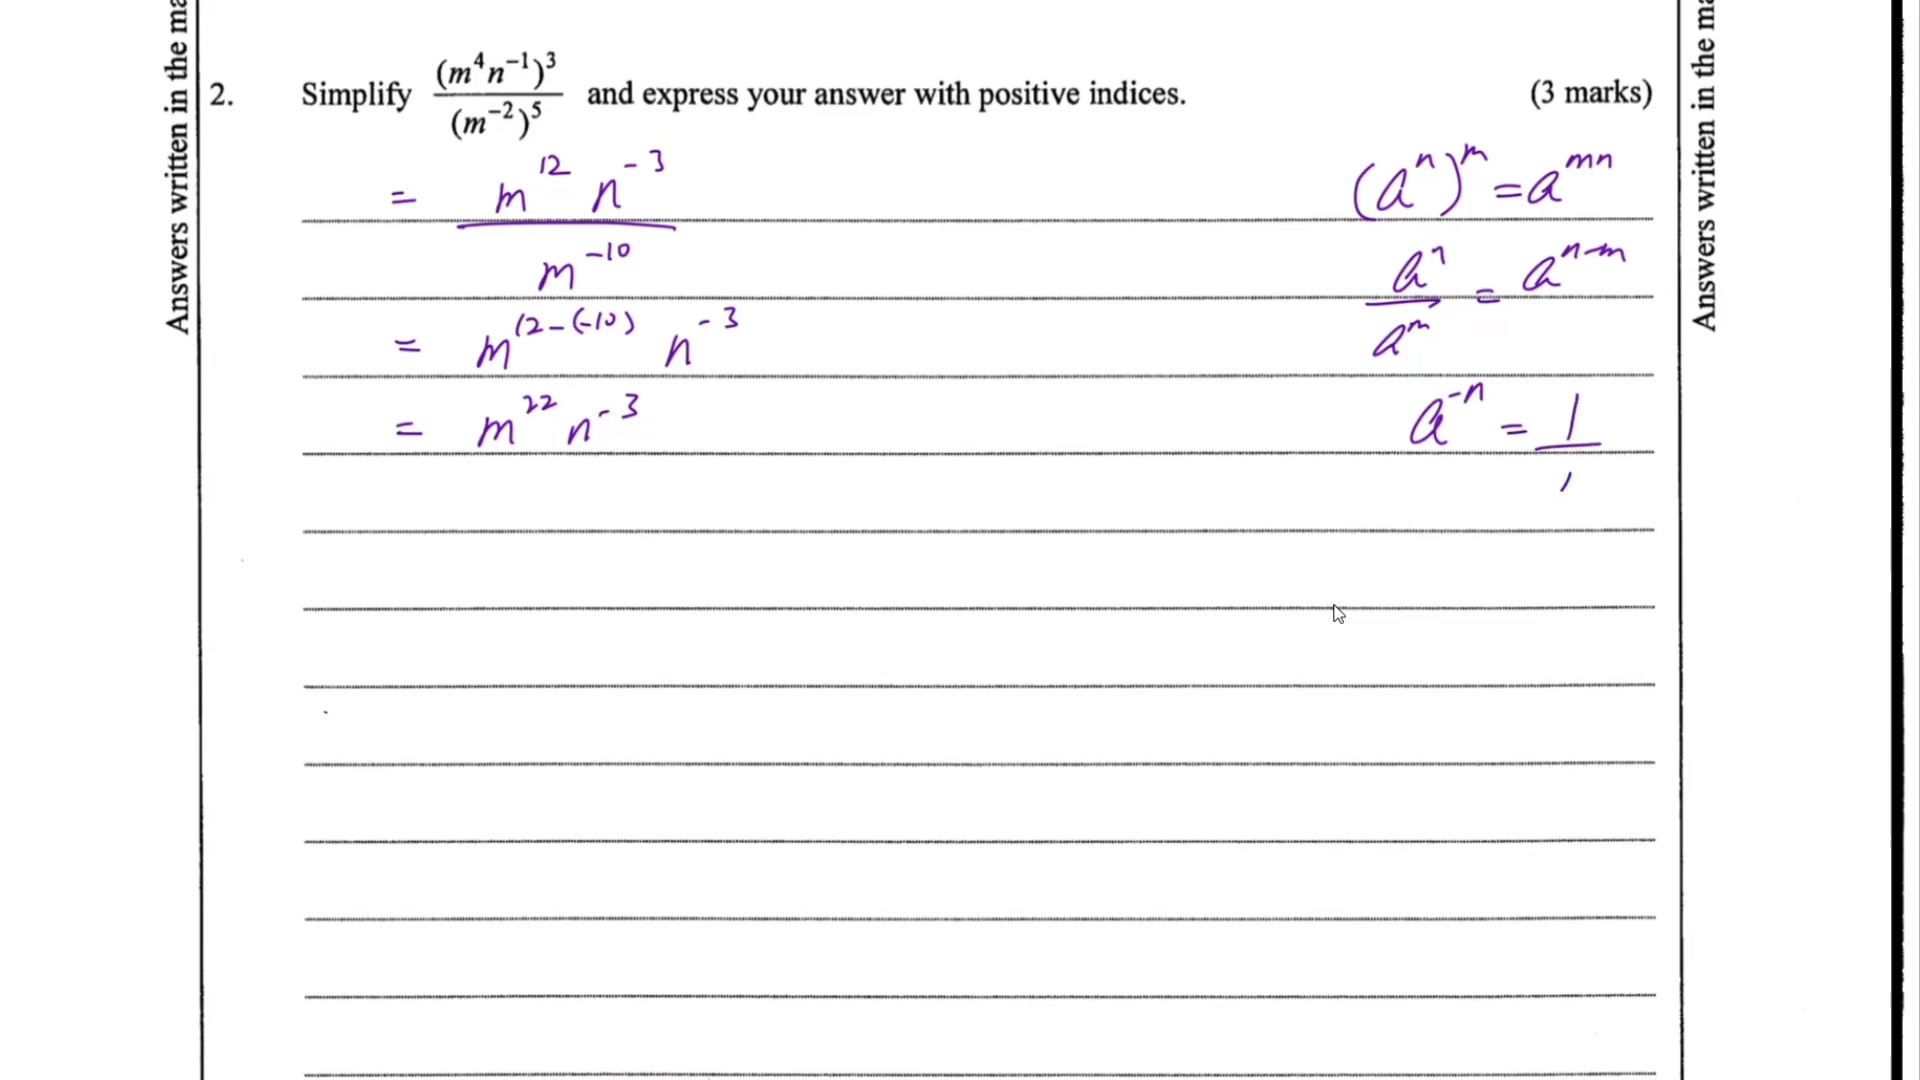 Answers written in the ma
2. Simplify (m⁴n⁻¹)³ / (m⁻²)⁵ and express your answer with positive indices. (3 marks)
= m¹² n⁻³ / m⁻¹⁰
(aⁿ)ᵐ = aᵐⁿ
= m¹²⁻⁽⁻¹⁰⁾ n⁻³
aⁿ / aᵐ = aⁿ⁻ᵐ
= m²² n⁻³
a⁻ⁿ = 1 /
Answers written in the ma